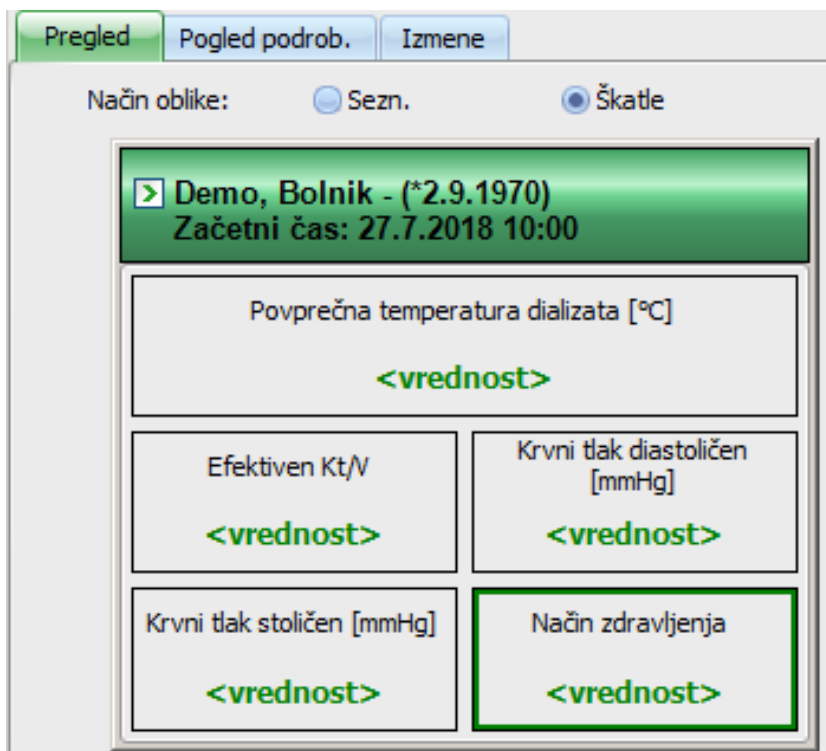 Pregled Pogled podrob. Izmene
Način oblike: Sezn. Škatle
Demo, Bolnik - (*2.9.1970)
Začetni čas: 27.7.2018 10:00
Povprečna temperatura dializata [°C]
<vrednost>
Efektiven Kt/V
<vrednost>
Krvni tlak diastoličen
[mmHg]
<vrednost>
Krvni tlak stoličen [mmHg]
<vrednost>
Način zdravljenja
<vrednost>